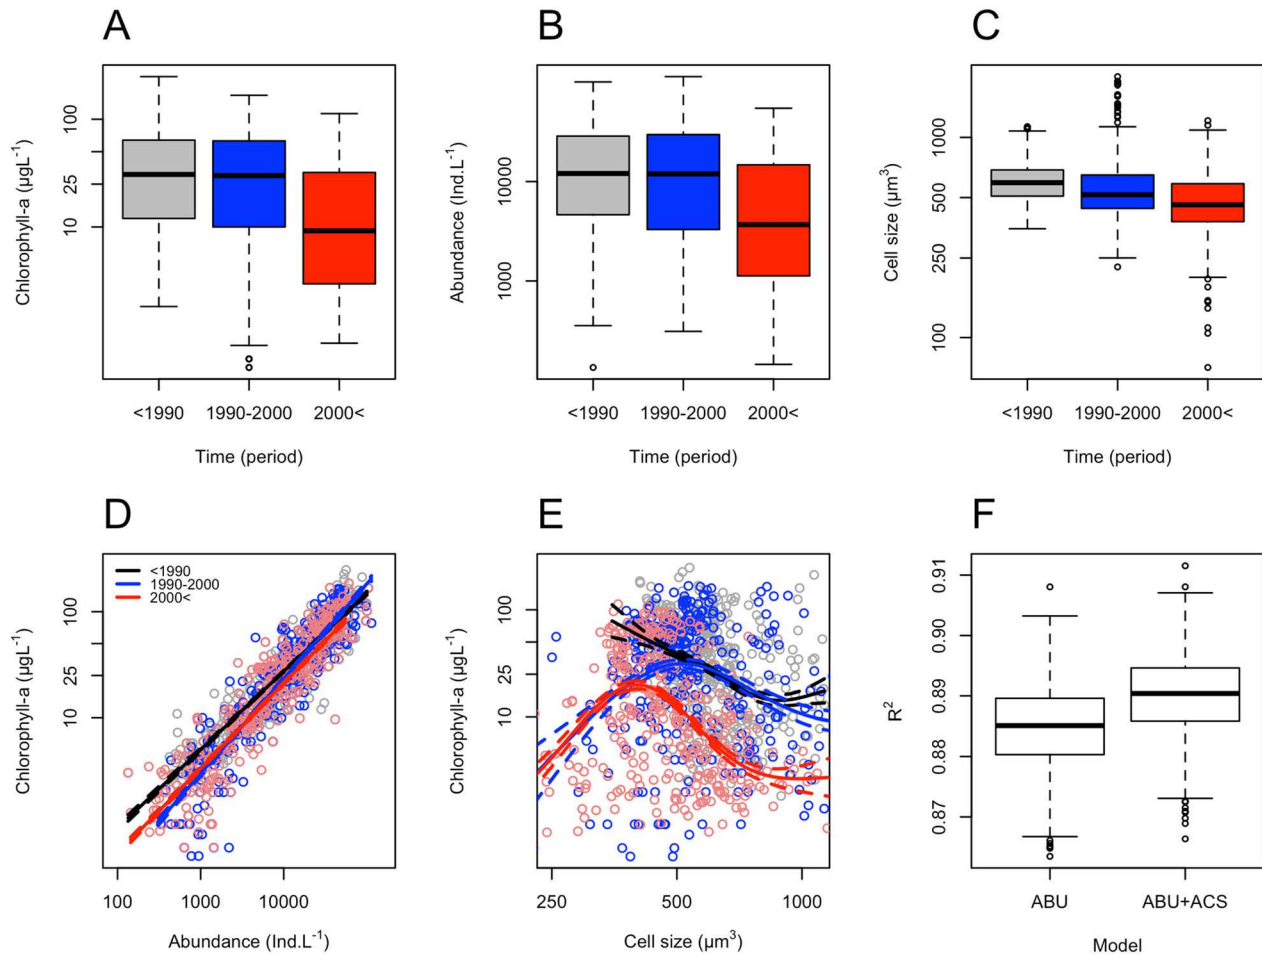 A
Chlorophyll-a (µgL⁻¹)
100
25
10
<1990 1990-2000 2000<
Time (period)
B
Abundance (Ind.L⁻¹)
10000
1000
<1990 1990-2000 2000<
Time (period)
C
Cell size (µm³)
1000
500
250
100
<1990 1990-2000 2000<
Time (period)
D
<1990
1990-2000
2000<
Chlorophyll-a (µgL⁻¹)
100
25
10
100 1000 10000
Abundance (Ind.L⁻¹)
E
Chlorophyll-a (µgL⁻¹)
100
25
10
250 500 1000
Cell size (µm³)
F
R²
0.91
0.90
0.89
0.88
0.87
ABU ABU+ACS
Model